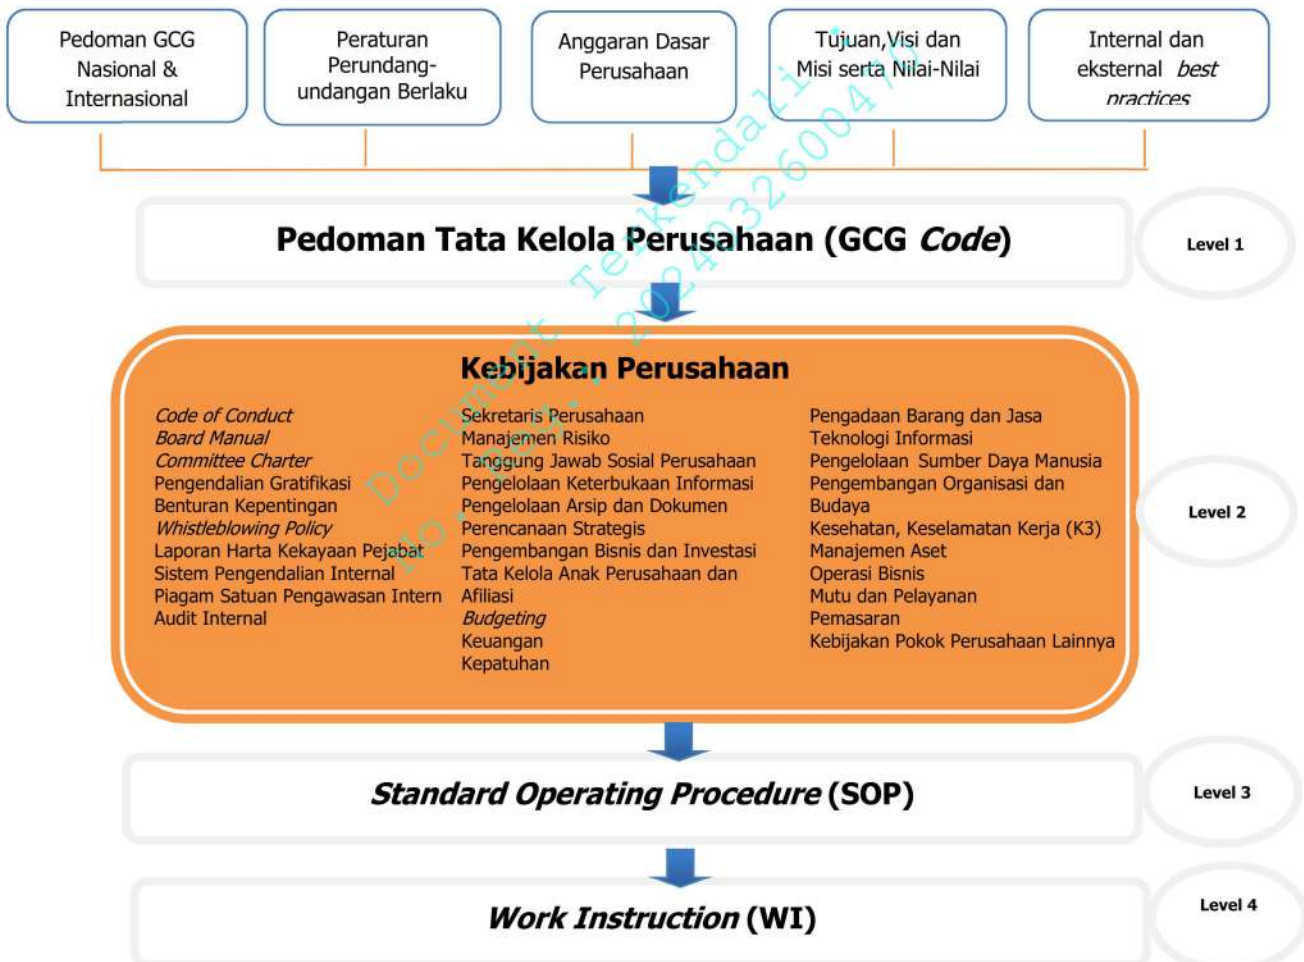 Pedoman GCG
Nasional &
Internasional
Peraturan
Perundang-
undangan Berlaku
Anggaran Dasar
Perusahaan
Tujuan,Visi dan
Misi serta Nilai-Nilai
Internal dan
eksternal best
practices
Pedoman Tata Kelola Perusahaan (GCG Code)
Level 1
Kebijakan Perusahaan
Code of Conduct
Board Manual
Committee Charter
Pengendalian Gratifikasi
Benturan Kepentingan
Whistleblowing Policy
Laporan Harta Kekayaan Pejabat
Sistem Pengendalian Internal
Piagam Satuan Pengawasan Intern
Audit Internal
Sekretaris Perusahaan
Manajemen Risiko
Tanggung Jawab Sosial Perusahaan
Pengelolaan Keterbukaan Informasi
Pengelolaan Arsip dan Dokumen
Perencanaan Strategis
Pengembangan Bisnis dan Investasi
Tata Kelola Anak Perusahaan dan
Afiliasi
Budgeting
Keuangan
Kepatuhan
Pengadaan Barang dan Jasa
Teknologi Informasi
Pengelolaan Sumber Daya Manusia
Pengembangan Organisasi dan
Budaya
Kesehatan, Keselamatan Kerja (K3)
Manajemen Aset
Operasi Bisnis
Mutu dan Pelayanan
Pemasaran
Kebijakan Pokok Perusahaan Lainnya
Level 2
Standard Operating Procedure (SOP)
Level 3
Work Instruction (WI)
Level 4
Document Terkendali :
No. Reg.: 20240326004​70